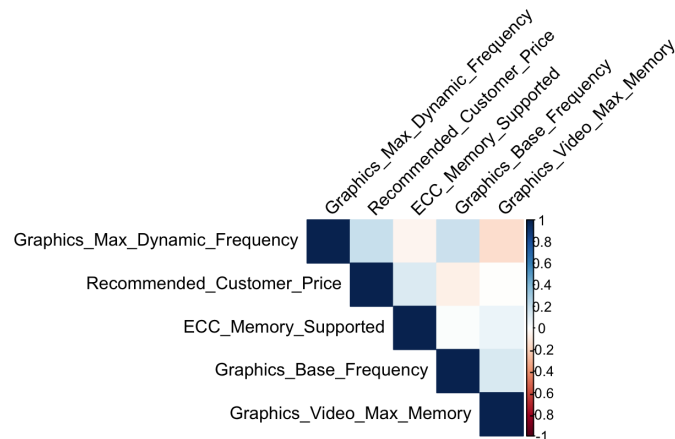 Graphics_Max_Dynamic_Frequency
Recommended_Customer_Price
ECC_Memory_Supported
Graphics_Base_Frequency
Graphics_Video_Max_Memory
Graphics_Max_Dynamic_Frequency
Recommended_Customer_Price
ECC_Memory_Supported
Graphics_Base_Frequency
Graphics_Video_Max_Memory
1
0.8
0.6
0.4
0.2
0
-0.2
-0.4
-0.6
-0.8
-1